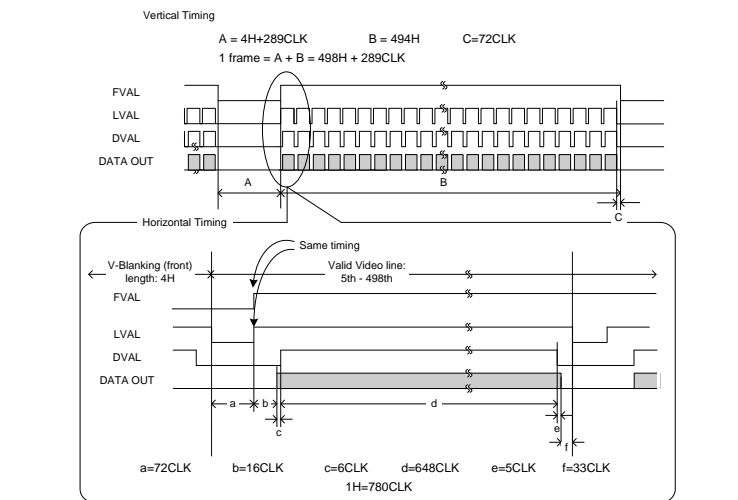 Vertical Timing
A = 4H+289CLK B = 494H C=72CLK
1 frame = A + B = 498H + 289CLK
FVAL
LVAL
DVAL
DATA OUT
A B
C
Horizontal Timing
Same timing
V-Blanking (front)
length: 4H
Valid Video line:
5th - 498th
FVAL
LVAL
DVAL
DATA OUT
a b d
c e
f
a=72CLK b=16CLK c=6CLK d=648CLK e=5CLK f=33CLK
1H=780CLK